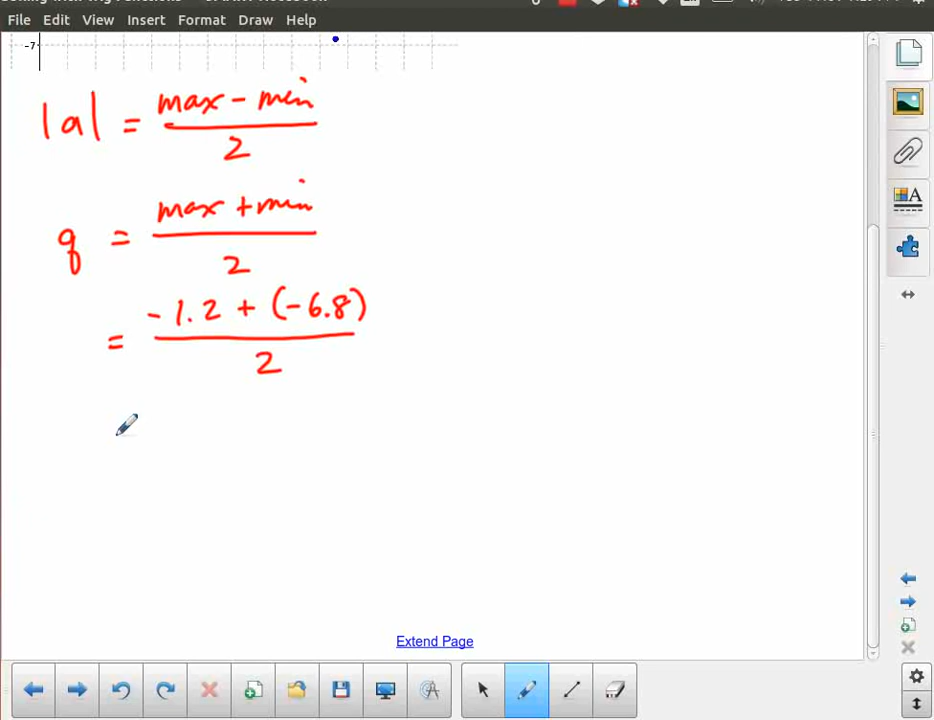 File Edit View Insert Format Draw Help
-7
|a| = max - min
2
q = max + min
2
= -1.2 + (-6.8)
2
Extend Page